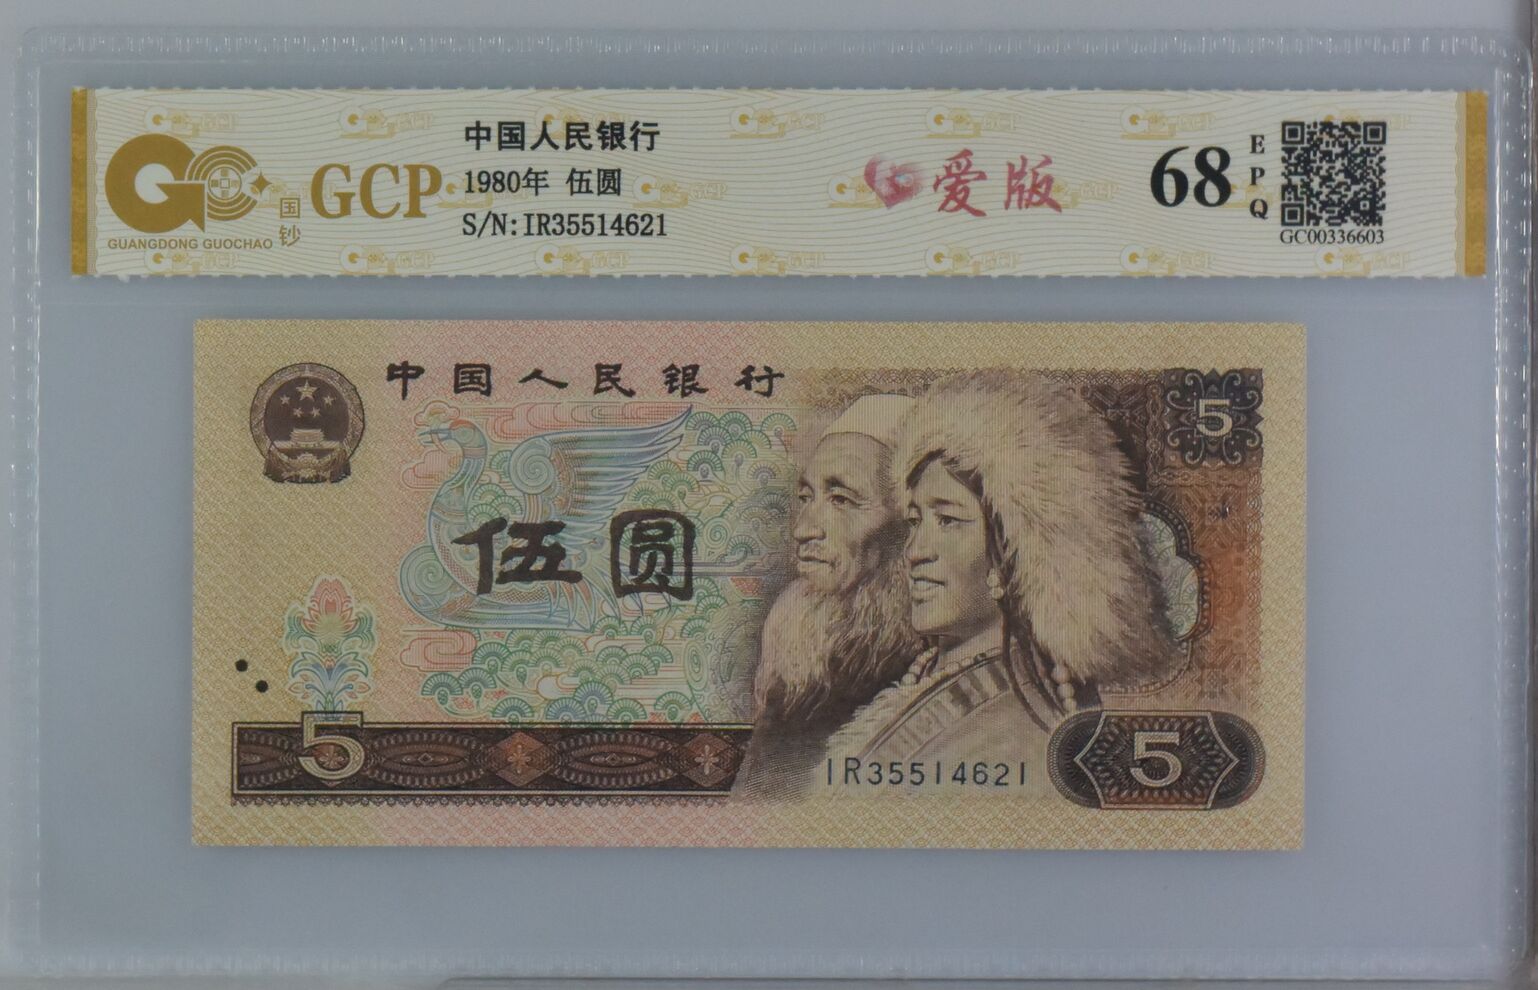 中国人民银行
1980年 伍圆
S/N:IR35514621
GCP
国钞
GUANGDONG GUOCHAO
爱版
68
EPQ
GC00336603
中国人民银行
5
伍圆
5
IR35514621
5